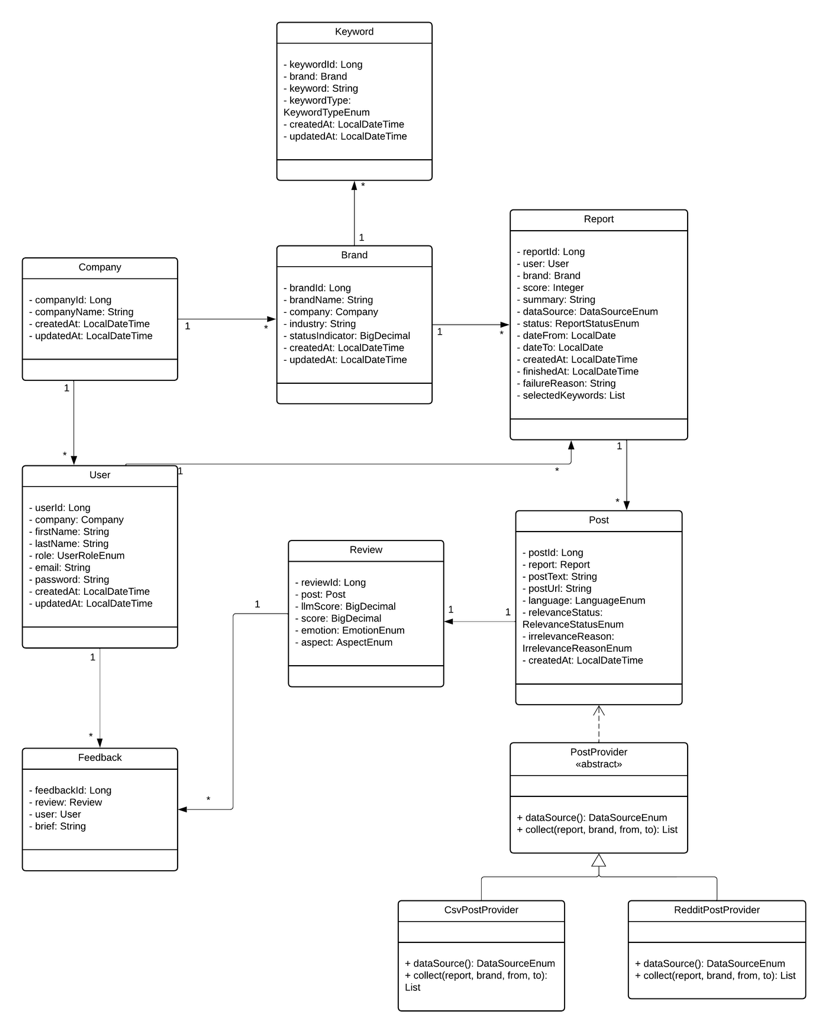 Keyword
- keywordId: Long
- brand: Brand
- keyword: String
- keywordType:
KeywordTypeEnum
- createdAt: LocalDateTime
- updatedAt: LocalDateTime
*
1
Report
- reportId: Long
- user: User
- brand: Brand
- score: Integer
- summary: String
- dataSource: DataSourceEnum
- status: ReportStatusEnum
- dateFrom: LocalDate
- dateTo: LocalDate
- createdAt: LocalDateTime
- finishedAt: LocalDateTime
- failureReason: String
- selectedKeywords: List
Company
- companyId: Long
- companyName: String
- createdAt: LocalDateTime
- updatedAt: LocalDateTime
1
*
Brand
- brandId: Long
- brandName: String
- company: Company
- industry: String
- statusIndicator: BigDecimal
- createdAt: LocalDateTime
- updatedAt: LocalDateTime
1
*
1
*
1
*
1
*
User
- userId: Long
- company: Company
- firstName: String
- lastName: String
- role: UserRoleEnum
- email: String
- password: String
- createdAt: LocalDateTime
- updatedAt: LocalDateTime
Review
- reviewId: Long
- post: Post
- llmScore: BigDecimal
- score: BigDecimal
- emotion: EmotionEnum
- aspect: AspectEnum
Post
- postId: Long
- report: Report
- postText: String
- postUrl: String
- language: LanguageEnum
- relevanceStatus:
RelevanceStatusEnum
- irrelevanceReason:
IrrelevanceReasonEnum
- createdAt: LocalDateTime
1
1
1
1
*
*
Feedback
- feedbackId: Long
- review: Review
- user: User
- brief: String
PostProvider
«abstract»
+ dataSource(): DataSourceEnum
+ collect(report, brand, from, to): List
CsvPostProvider
+ dataSource(): DataSourceEnum
+ collect(report, brand, from, to):
List
RedditPostProvider
+ dataSource(): DataSourceEnum
+ collect(report, brand, from, to): List